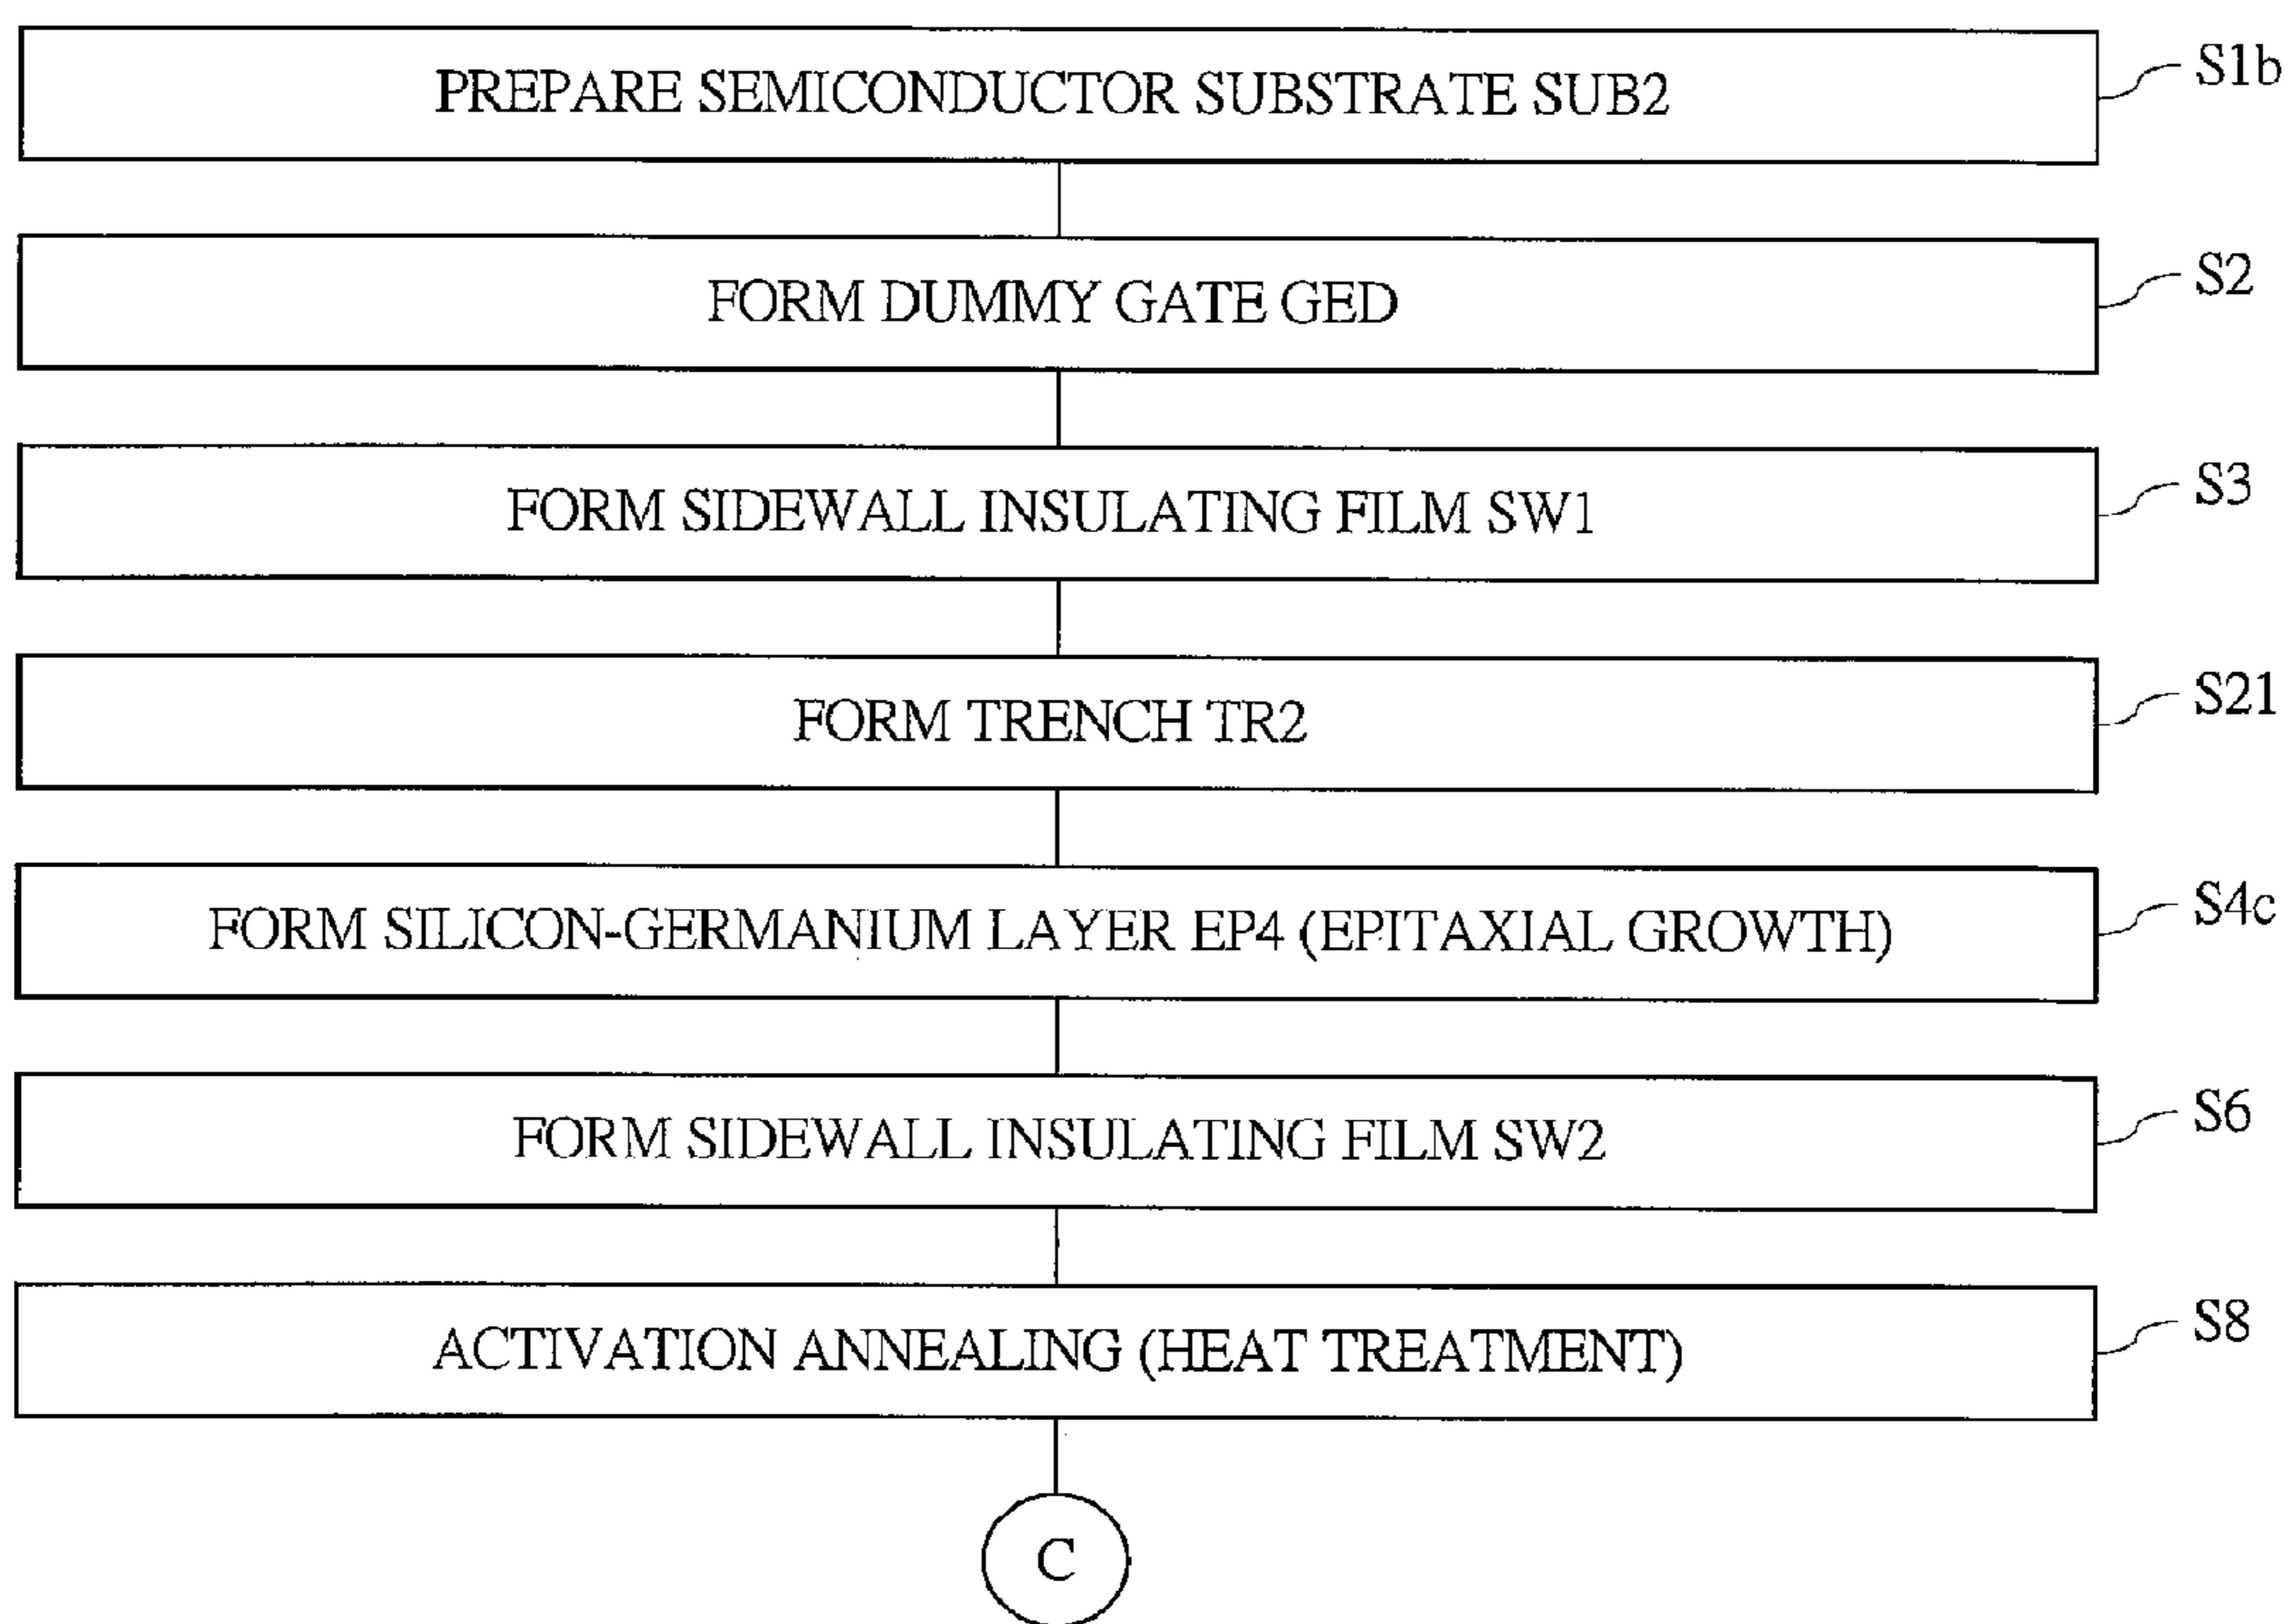 PREPARE SEMICONDUCTOR SUBSTRATE SUB2 S1b
FORM DUMMY GATE GED S2
FORM SIDEWALL INSULATING FILM SW1 S3
FORM TRENCH TR2 S21
FORM SILICON-GERMANIUM LAYER EP4 (EPITAXIAL GROWTH) S4c
FORM SIDEWALL INSULATING FILM SW2 S6
ACTIVATION ANNEALING (HEAT TREATMENT) S8
C